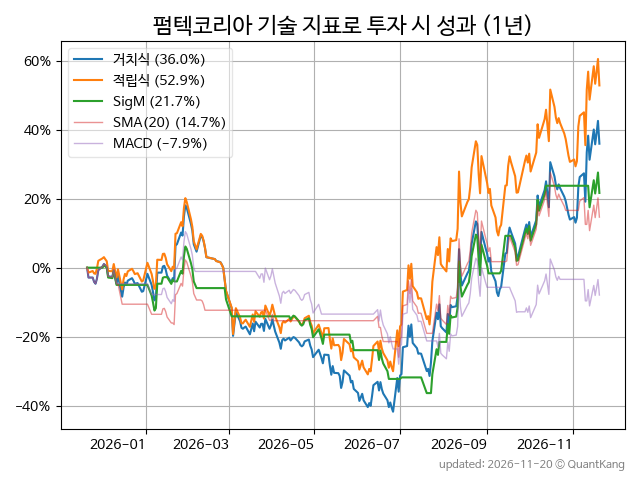 펌텍코리아 기술 지표로 투자 시 성과 (1년)
거치식 (36.0%)
적립식 (52.9%)
SigM (21.7%)
SMA(20) (14.7%)
MACD (−7.9%)
60%
40%
20%
0%
−20%
−40%
2026-01 2026-03 2026-05 2026-07 2026-09 2026-11
updated: 2026-11-20 © QuantKang